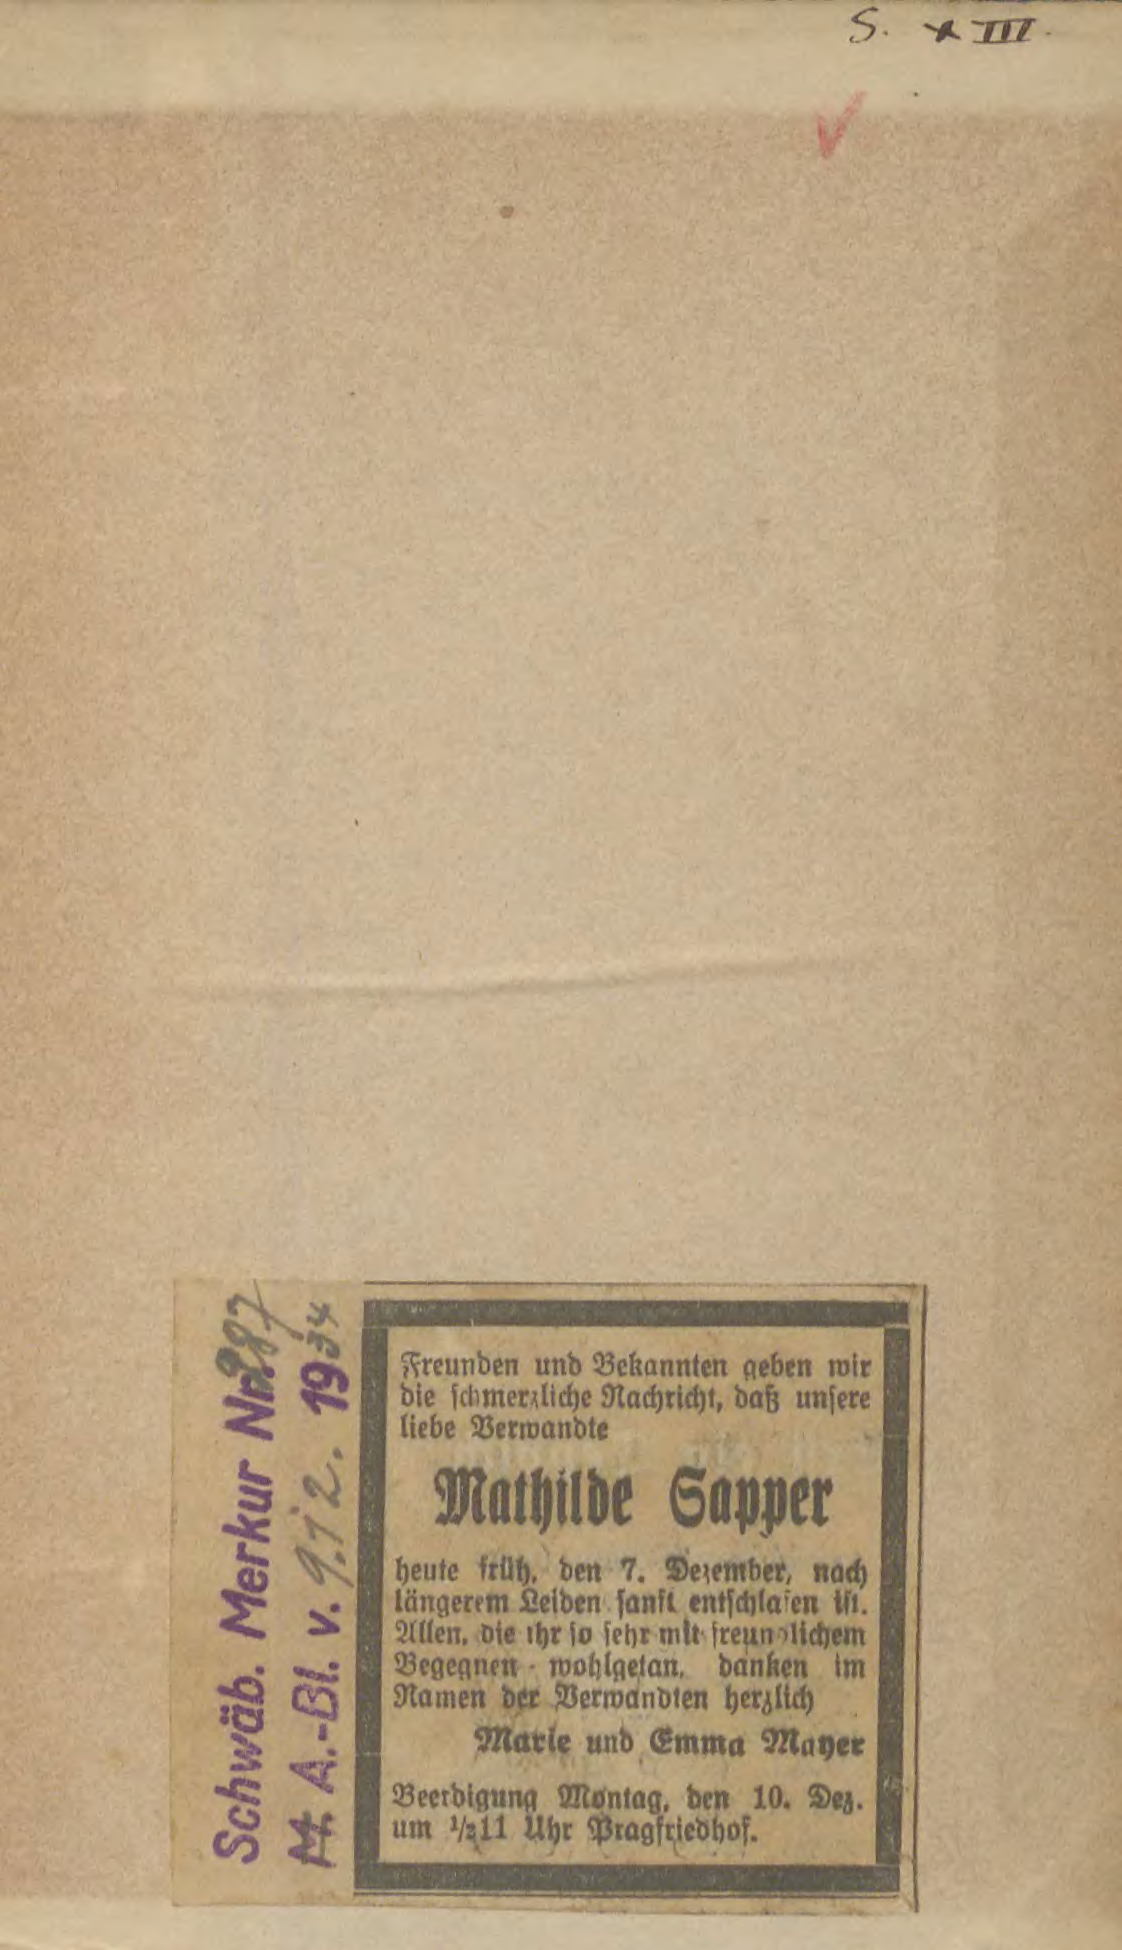 S. XIII.
Schwäb. Merkur Nr. 287
M. A.-Bl. v. 9.12. 1934
Freunden und Bekannten geben wir
die schmerzliche Nachricht, daß unsere
liebe Verwandte
Mathilde Sapper
heute früh, den 7. Dezember, nach
längerem Leiden sanft entschlafen ist.
Allen, die ihr so sehr mit freundlichem
Begegnen wohlgetan, danken im
Namen der Verwandten herzlich
Marie und Emma Mayer
Beerdigung Montag, den 10. Dez.
um ½11 Uhr Pragfriedhof.